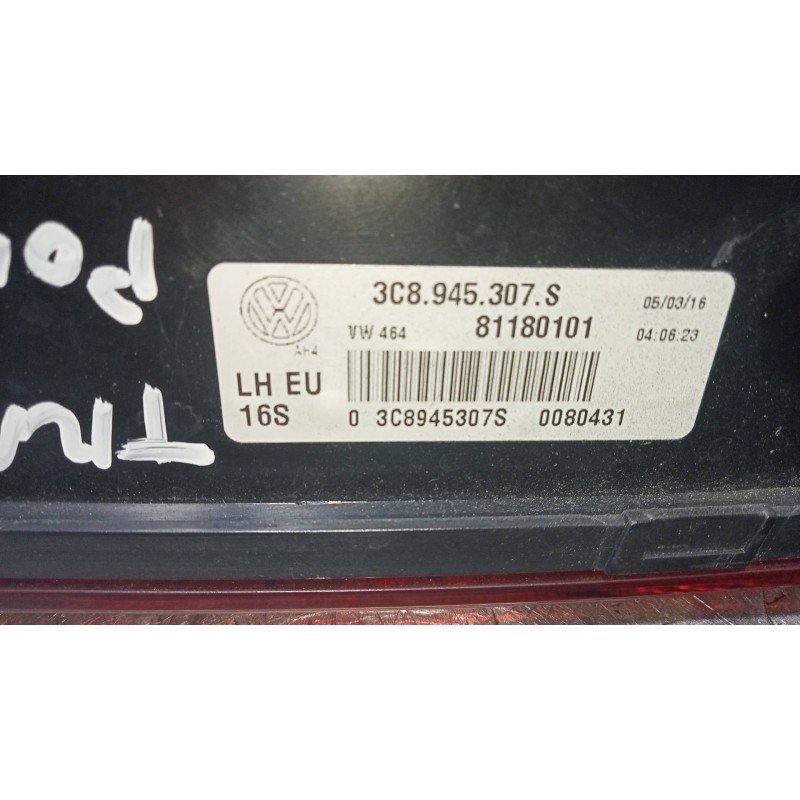 3C8.945.307.S 05/03/16
VW 464 81180101 04:06:23
AH4
LH EU
16S 0 3C8945307S 0080431